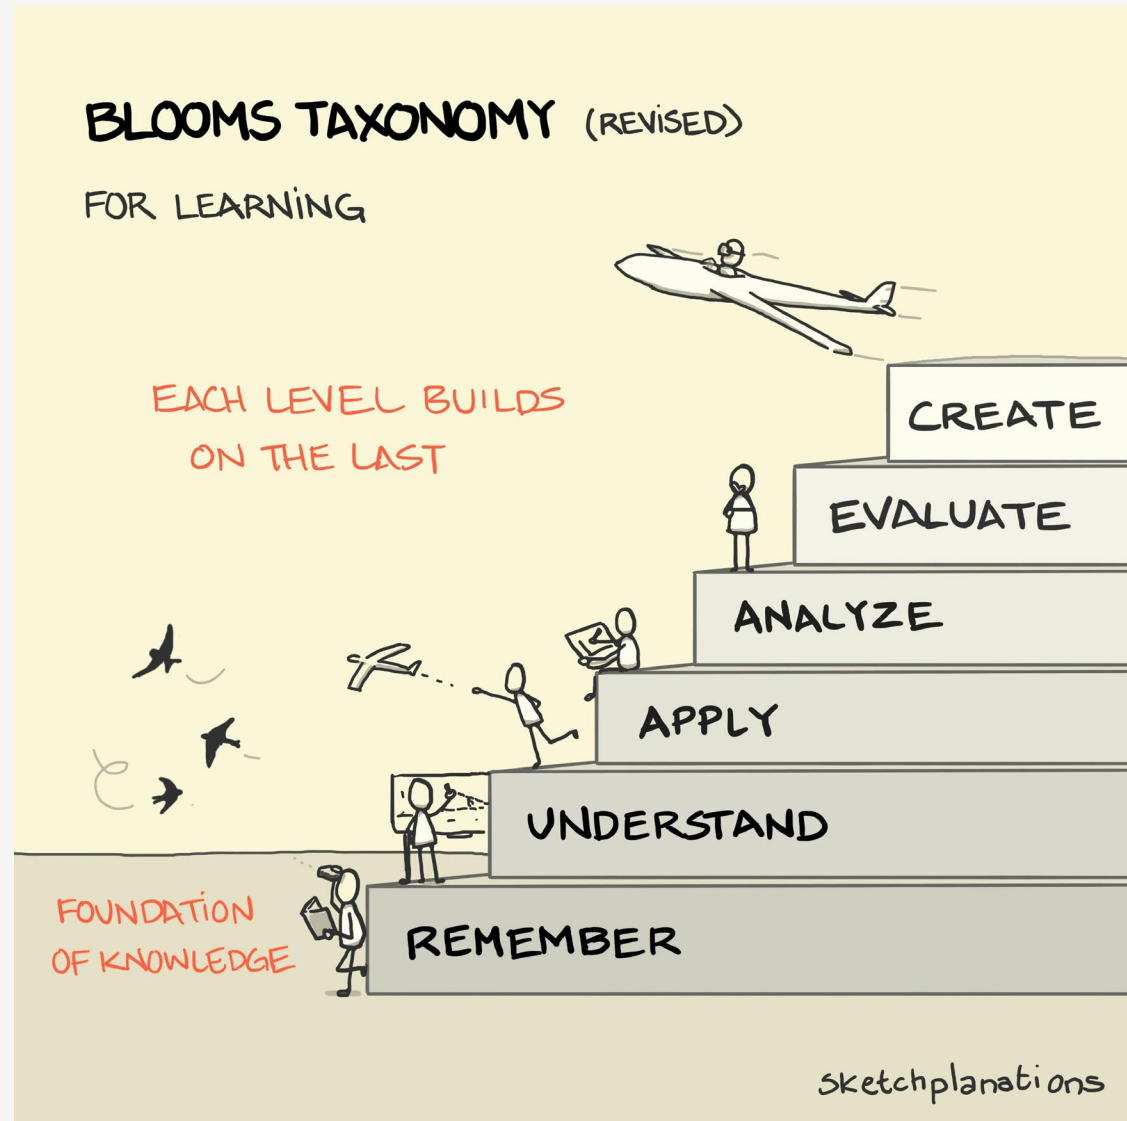 BLOOMS TAXONOMY (REVISED)
FOR LEARNING
EACH LEVEL BUILDS
ON THE LAST
CREATE
EVALUATE
ANALYZE
APPLY
UNDERSTAND
REMEMBER
FOUNDATION
OF KNOWLEDGE
sketchplanations